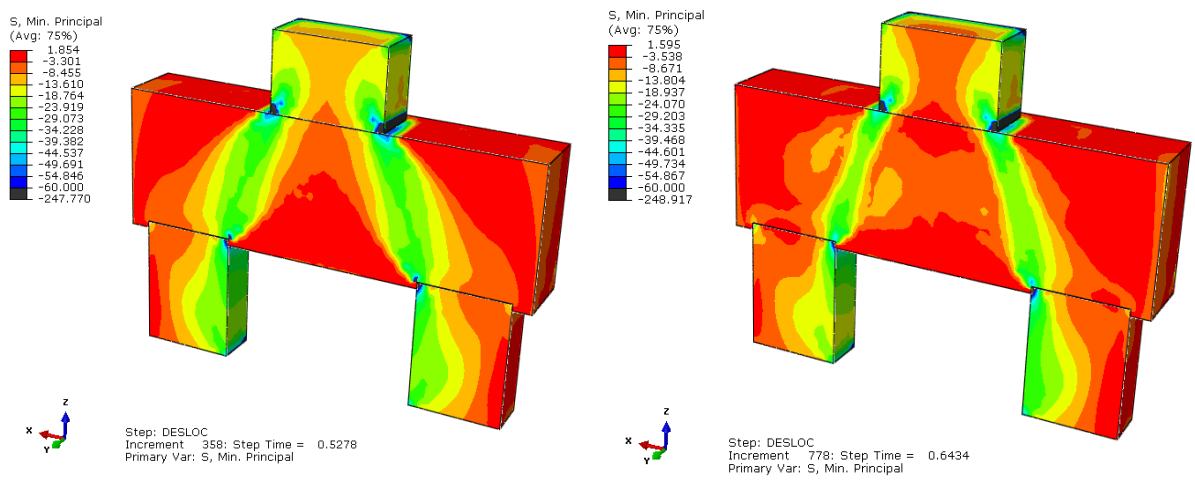 S, Min. Principal
(Avg: 75%)
1.854
-3.301
-8.455
-13.610
-18.764
-23.919
-29.073
-34.228
-39.382
-44.537
-49.691
-54.846
-60.000
-247.770
Z
X
Y
Step: DESLOC
Increment 358: Step Time = 0.5278
Primary Var: S, Min. Principal
S, Min. Principal
(Avg: 75%)
1.595
-3.538
-8.671
-13.804
-18.937
-24.070
-29.203
-34.335
-39.468
-44.601
-49.734
-54.867
-60.000
-248.917
Z
X
Y
Step: DESLOC
Increment 778: Step Time = 0.6434
Primary Var: S, Min. Principal